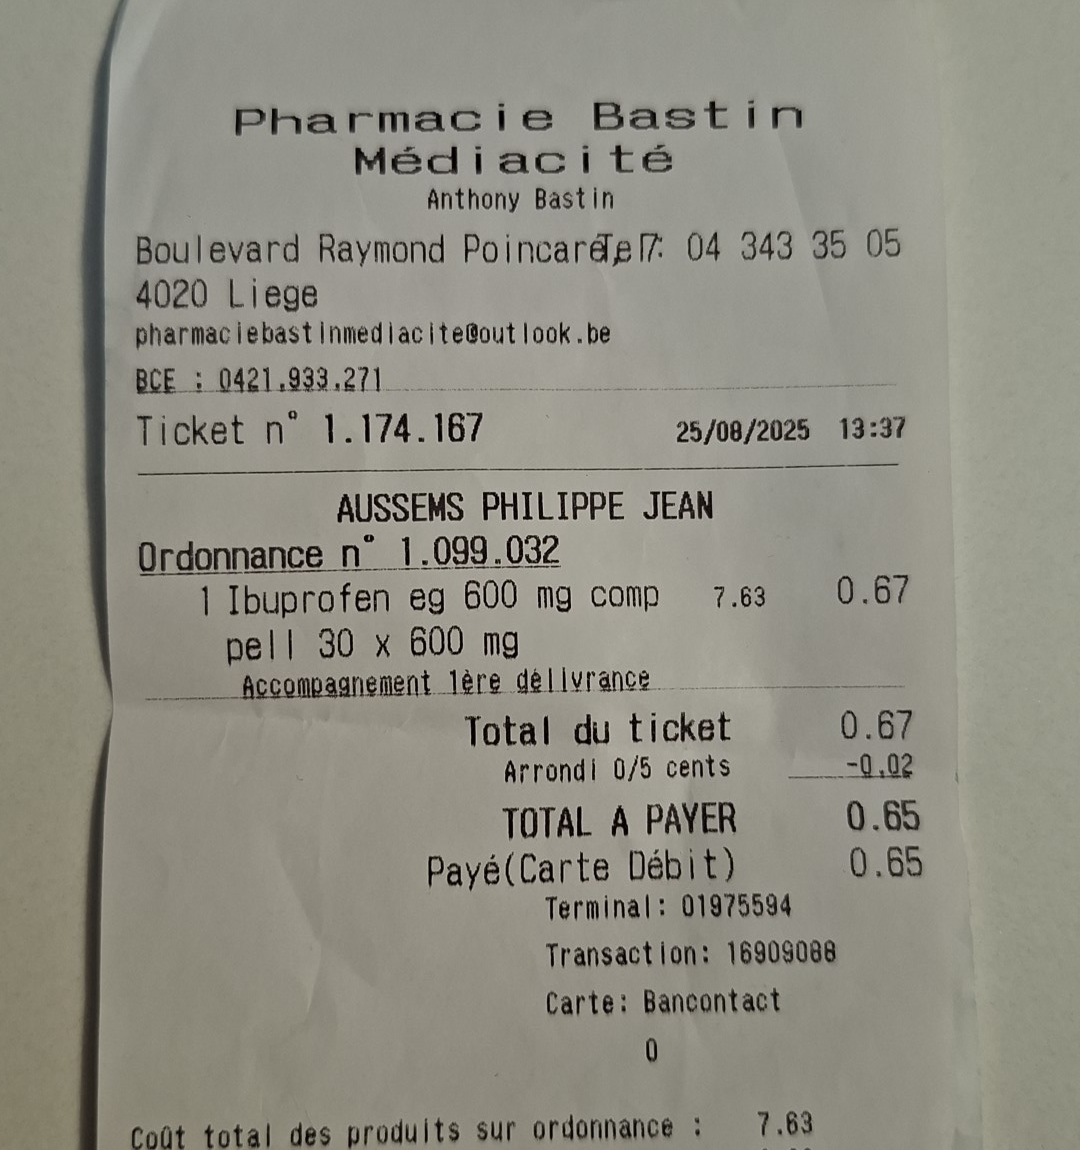 Pharmacie Bastin
Médiacité
Anthony Bastin
Boulevard Raymond Poincaré, 7 Tel : 04 343 35 05
4020 Liege
pharmaciebastinmediacite@outlook.be
BCE : 0421.933.271
Ticket n° 1.174.167 25/08/2025 13:37
AUSSEMS PHILIPPE JEAN
Ordonnance n° 1.099.032
1 Ibuprofen eg 600 mg comp 7.63 0.67
pell 30 x 600 mg
Accompagnement 1ère délivrance
Total du ticket 0.67
Arrondi 0/5 cents -0.02
TOTAL A PAYER 0.65
Payé(Carte Débit) 0.65
Terminal: 01975594
Transaction: 16909088
Carte: Bancontact
0
Coût total des produits sur ordonnance : 7.63